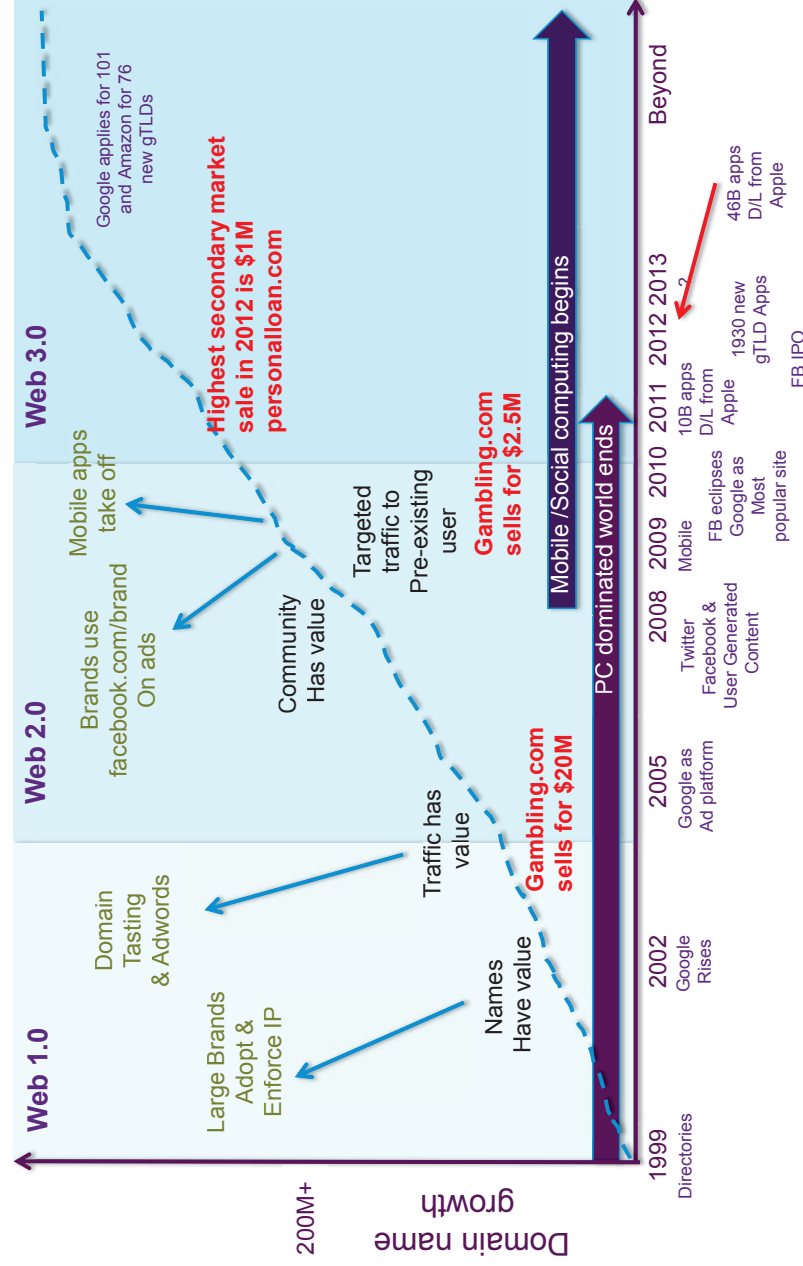 Web 1.0
Web 2.0
Web 3.0
Large Brands
Adopt &
Enforce IP
Domain
Tasting
& Adwords
Brands use
facebook.com/brand
On ads
Mobile apps
take off
Google applies for 101
and Amazon for 76
new gTLDs
Names
Have value
Traffic has
value
Community
Has value
Targeted
traffic to
Pre-existing
user
Gambling.com
sells for $20M
Gambling.com
sells for $2.5M
Highest secondary market
sale in 2012 is $1M
personalloan.com
Mobile /Social computing begins
PC dominated world ends
200M+
Domain name
growth
1999
2002
2005
2008
2009
2010
2011
2012
2013
Beyond
?
Directories
Google
Rises
Google as
Ad platform
Twitter
Facebook &
User Generated
Content
Mobile
FB eclipses
Google as
Most
popular site
10B apps
D/L from
Apple
1930 new
gTLD Apps
FB IPO
46B apps
D/L from
Apple